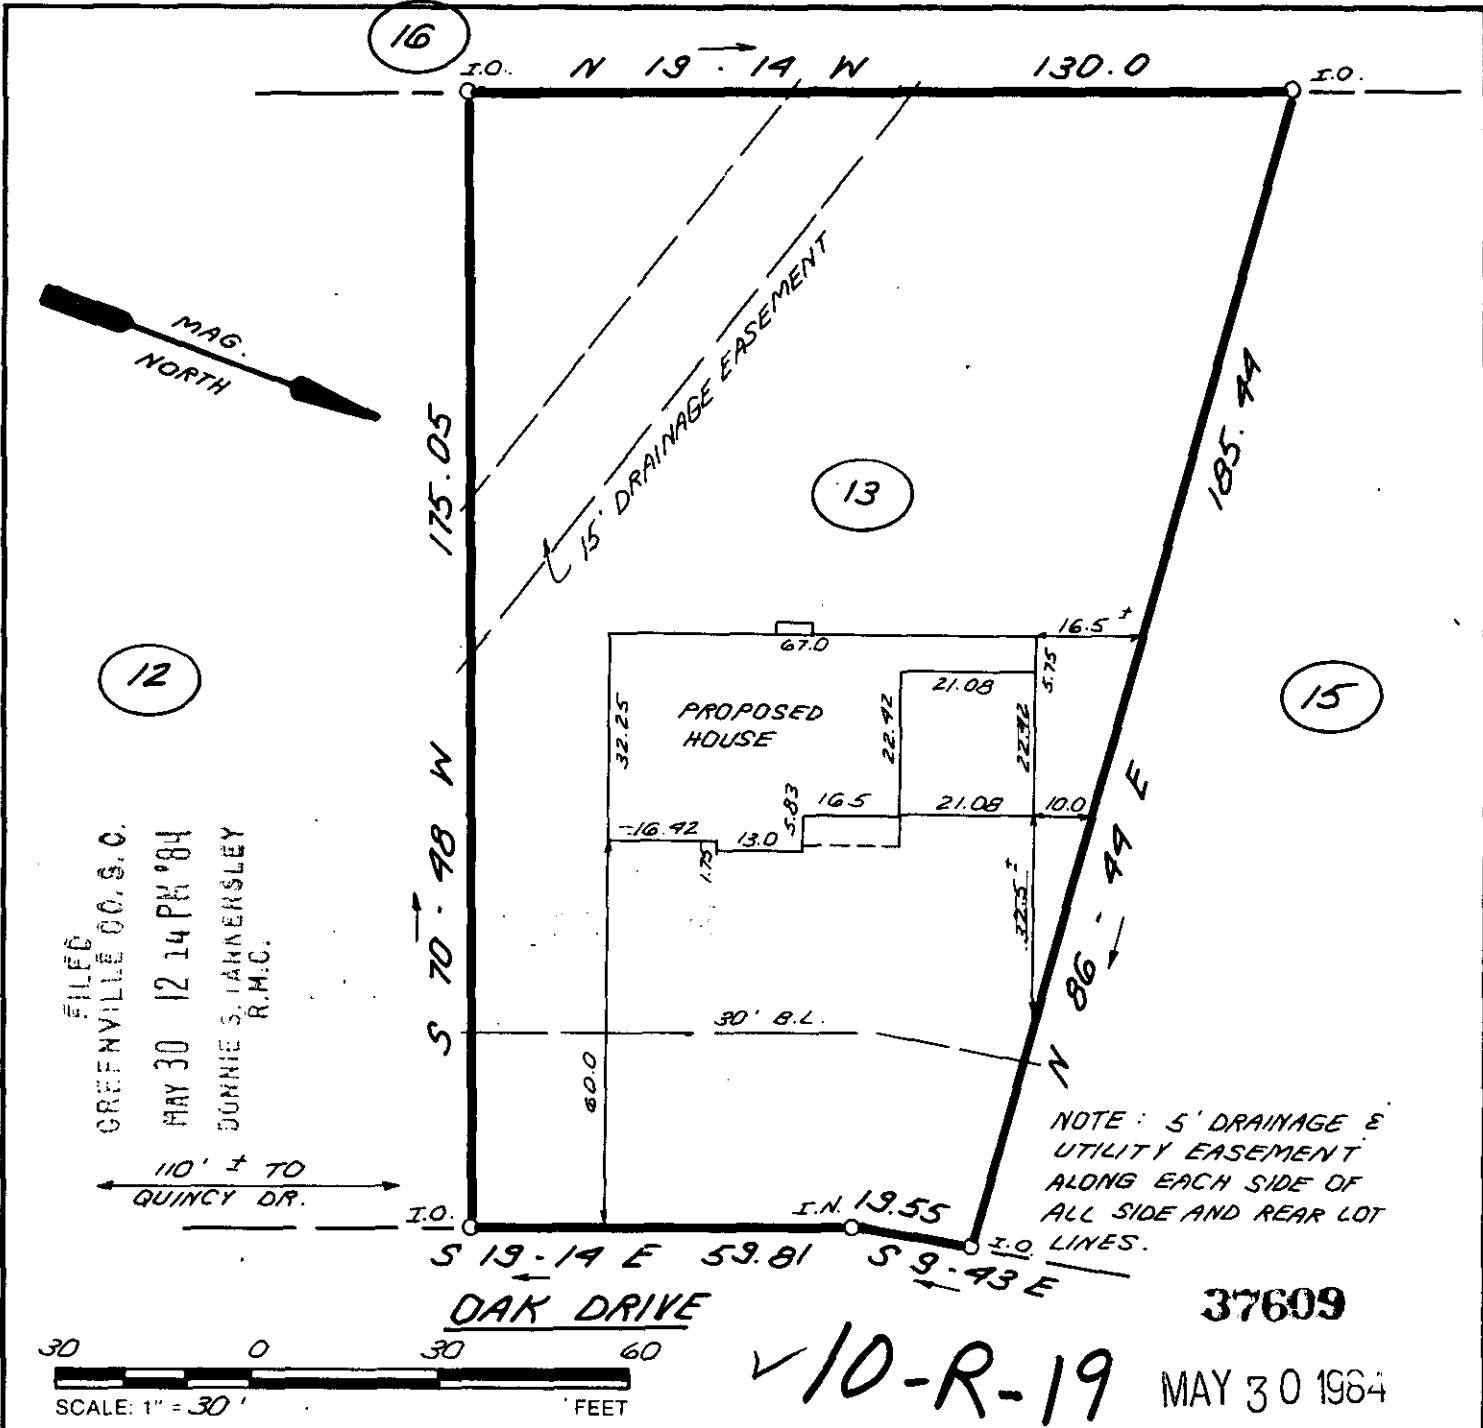 16
I.O. N 19 - 14 W 130.0 I.O.
MAG.
NORTH
15' DRAINAGE EASEMENT
175.05
S 70 - 48 W
185.44
N 86 - 44 E
13
12
15
67.0
16.5 ±
5.75
21.08
PROPOSED
HOUSE
32.25
22.42
22.42
5.83
16.5
21.08
10.0
16.42
13.0
1.75
32.5 ±
30' B.L.
60.0
FILED
GREENVILLE CO. S. C.
MAY 30 12 14 PM '84
DONNIE S. TANKERSLEY
R.M.C.
110' ± TO
QUINCY DR.
NOTE : 5' DRAINAGE &
UTILITY EASEMENT
ALONG EACH SIDE OF
ALL SIDE AND REAR LOT
LINES.
I.O.
I.N. 19.55
I.O.
S 19 - 14 E 59.81
S 9 - 43 E
OAK DRIVE
37609
30 0 30 60
SCALE: 1" = 30' FEET
✓ 10-R-19
MAY 30 1984